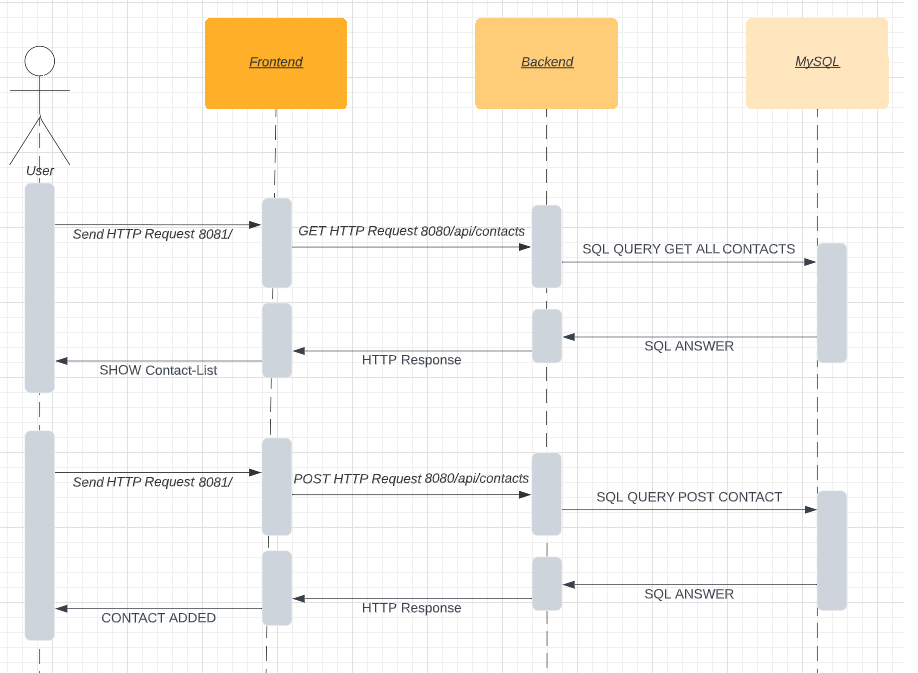 Frontend
Backend
MySQL
User
Send HTTP Request 8081/
GET HTTP Request 8080/api/contacts
SQL QUERY GET ALL CONTACTS
SQL ANSWER
HTTP Response
SHOW Contact-List
Send HTTP Request 8081/
POST HTTP Request 8080/api/contacts
SQL QUERY POST CONTACT
SQL ANSWER
HTTP Response
CONTACT ADDED